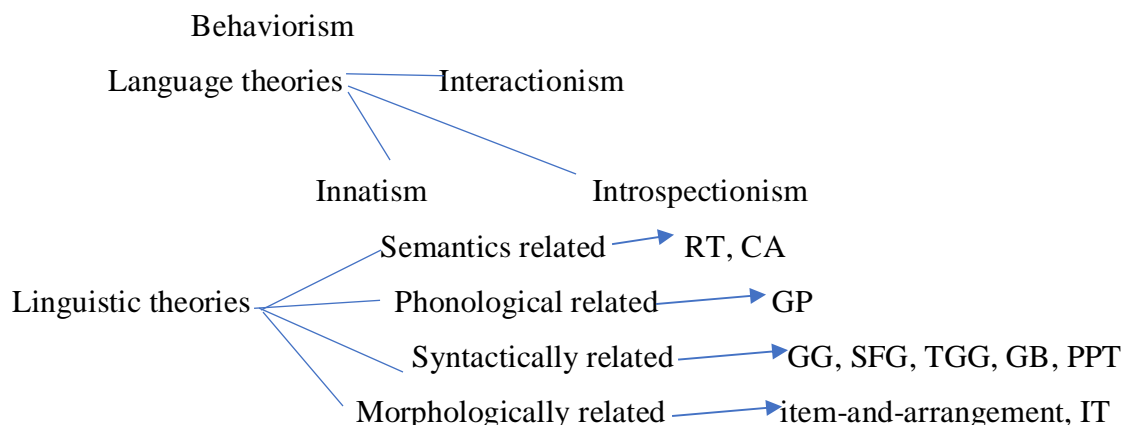 Behaviorism
Language theories Interactionism
Innatism Introspectionism
Semantics related RT, CA
Linguistic theories Phonological related GP
Syntactically related GG, SFG, TGG, GB, PPT
Morphologically related item-and-arrangement, IT